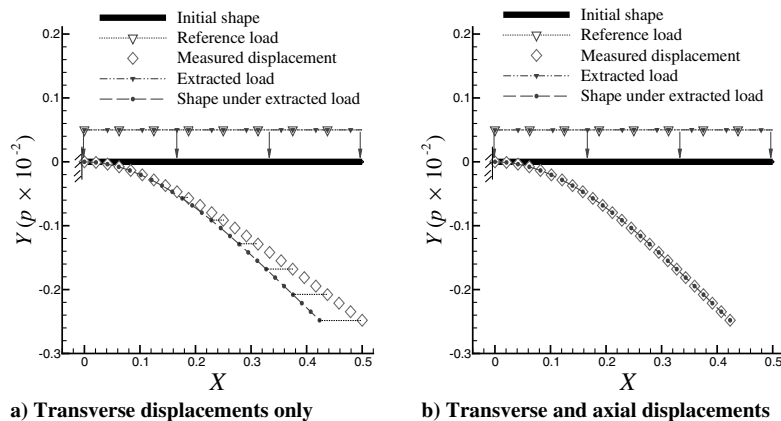 Initial shape
Reference load
Measured displacement
Extracted load
Shape under extracted load
0.2
0.1
0
-0.1
-0.2
-0.3
Y (p × 10⁻²)
0 0.1 0.2 0.3 0.4 0.5
X
a) Transverse displacements only
Initial shape
Reference load
Measured displacement
Extracted load
Shape under extracted load
0.2
0.1
0
-0.1
-0.2
-0.3
Y (p × 10⁻²)
0 0.1 0.2 0.3 0.4 0.5
X
b) Transverse and axial displacements